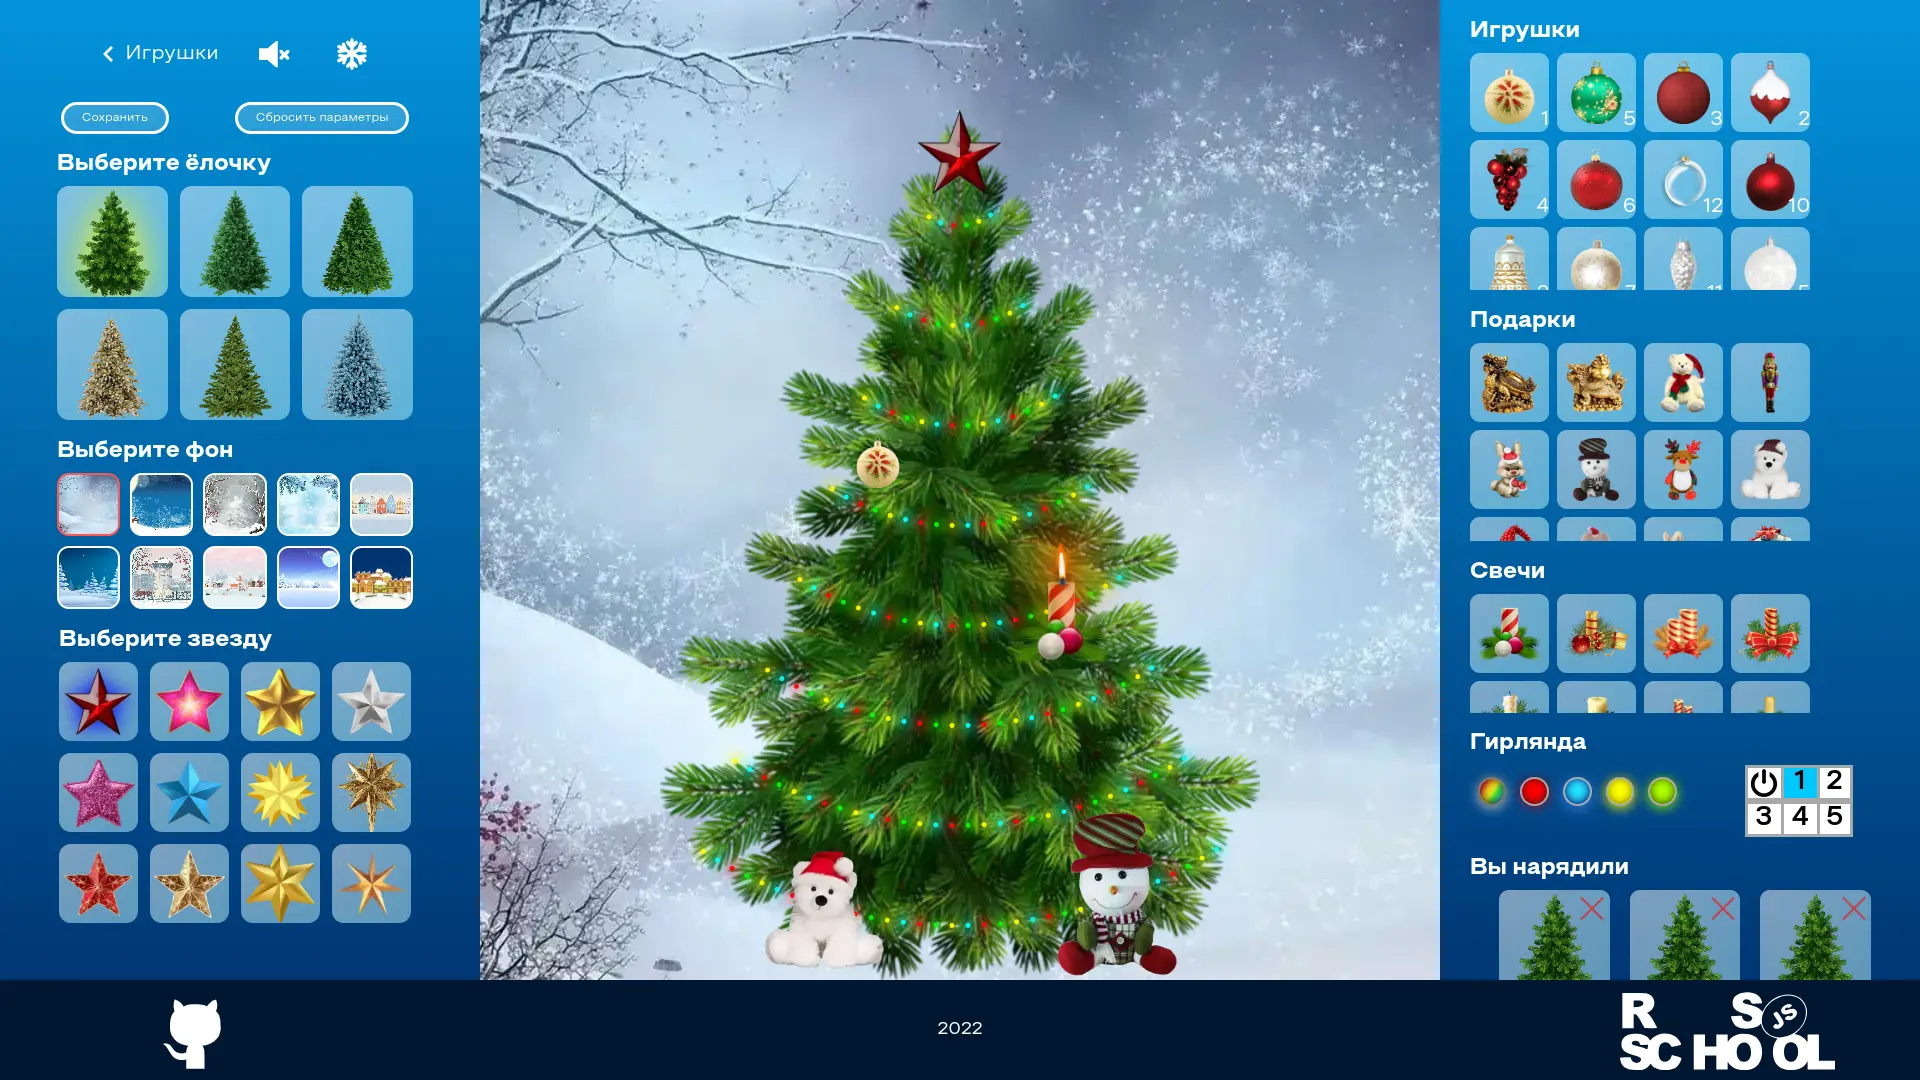 Игрушки
Сохранить
Сбросить параметры
Выберите ёлочку
Выберите фон
Выберите звезду
Игрушки
1
5
3
2
4
6
12
10
Подарки
Свечи
Гирлянда
1
2
3
4
5
Вы нарядили
2022
R S JS
SCHOOL